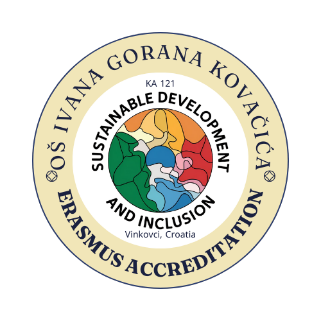 OŠ IVANA GORANA KOVAČIĆA
KA 121
SUSTAINABLE DEVELOPMENT
AND INCLUSION
Vinkovci, Croatia
ERASMUS ACCREDITATION